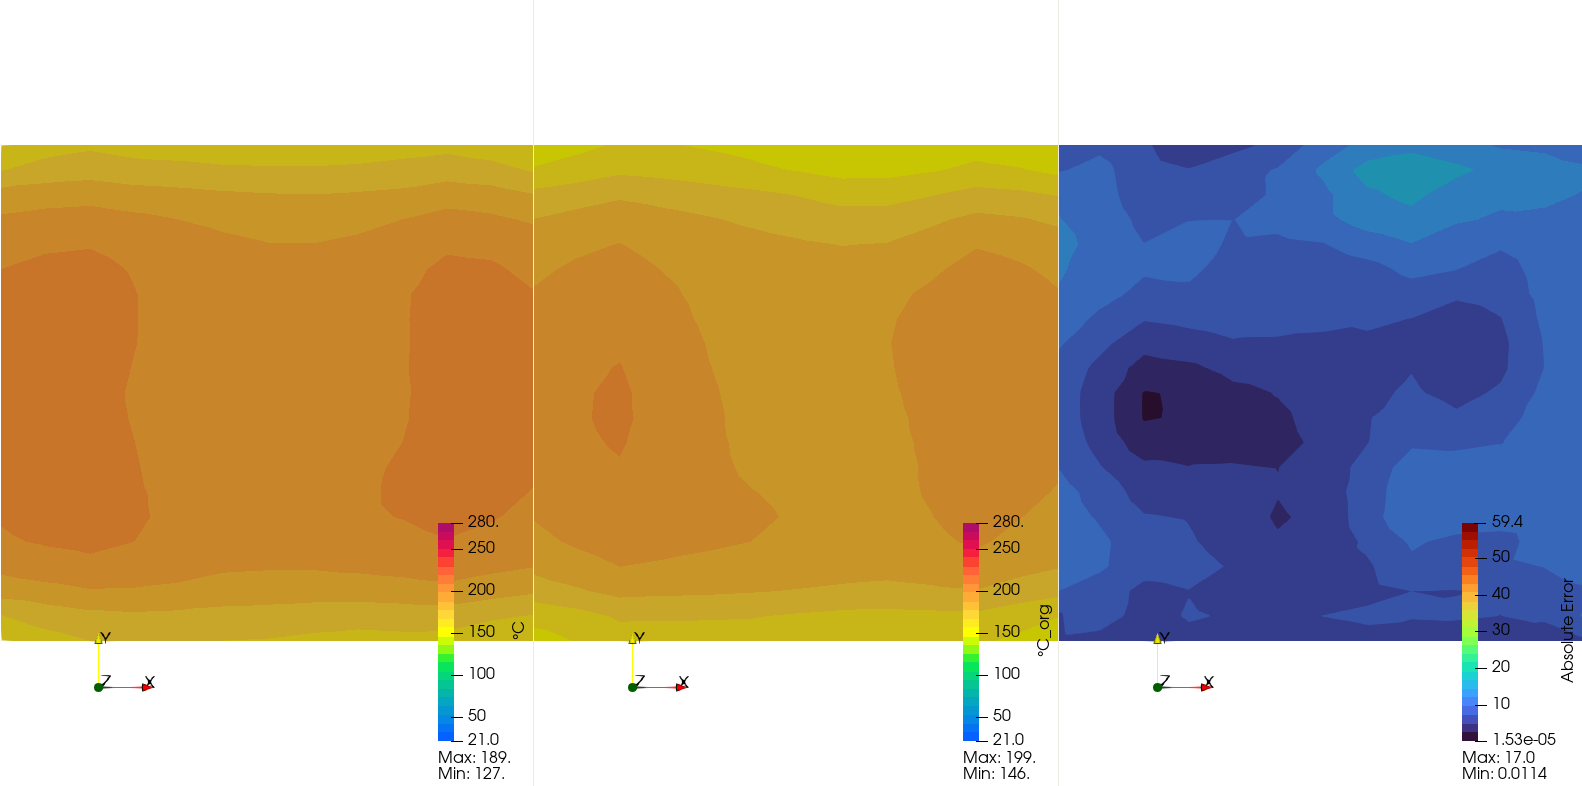 280.
250
200
150
100
50
21.0
°C
Max: 189.
Min: 127.
Y
Z
X
280.
250
200
150
100
50
21.0
°C_org
Max: 199.
Min: 146.
Y
Z
X
59.4
50
40
30
20
10
1.53e-05
Absolute Error
Max: 17.0
Min: 0.0114
Y
Z
X